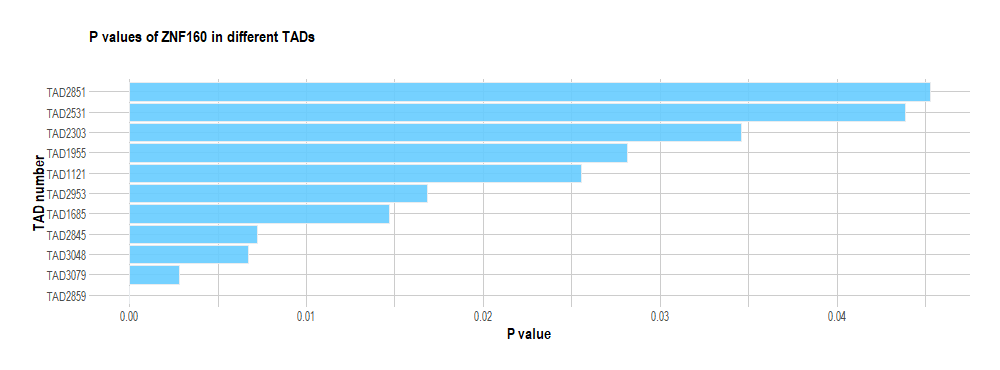 P values of ZNF160 in different TADs
TAD number
TAD2851
TAD2531
TAD2303
TAD1955
TAD1121
TAD2953
TAD1685
TAD2845
TAD3048
TAD3079
TAD2859
0.00 0.01 0.02 0.03 0.04
P value